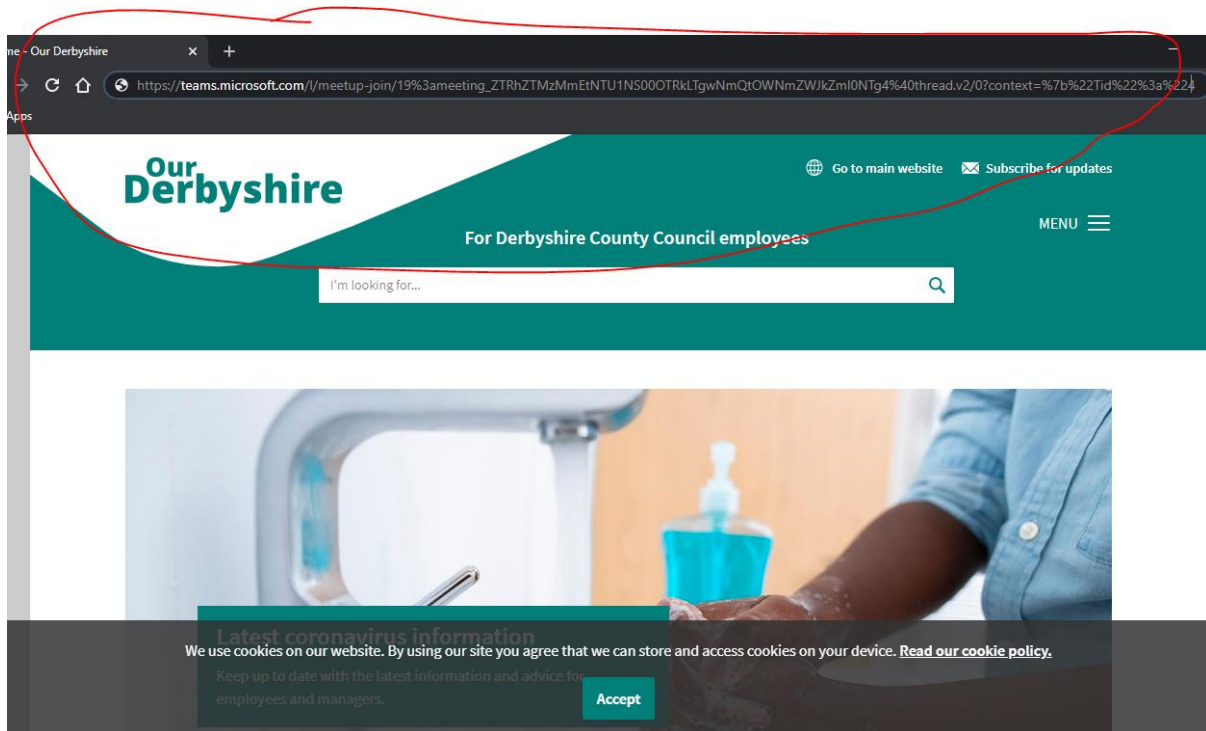 me - Our Derbyshire
https://teams.microsoft.com/l/meetup-join/19%3ameeting_ZTRhZTMzMmEtNTU1NS00OTRkLTgwNmQtOWNmZWJkZmI0NTg4%40thread.v2/0?context=%7b%22Tid%22%3a%224
Apps
Our
Derbyshire
Go to main website Subscribe for updates
MENU
For Derbyshire County Council employees
I'm looking for...
Latest coronavirus information
We use cookies on our website. By using our site you agree that we can store and access cookies on your device. Read our cookie policy.
Keep up to date with the latest information and advice for
employees and managers.
Accept